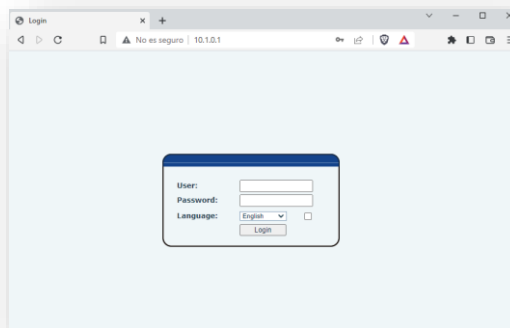 Login
No es seguro | 10.1.0.1
User:
Password:
Language: English
Login